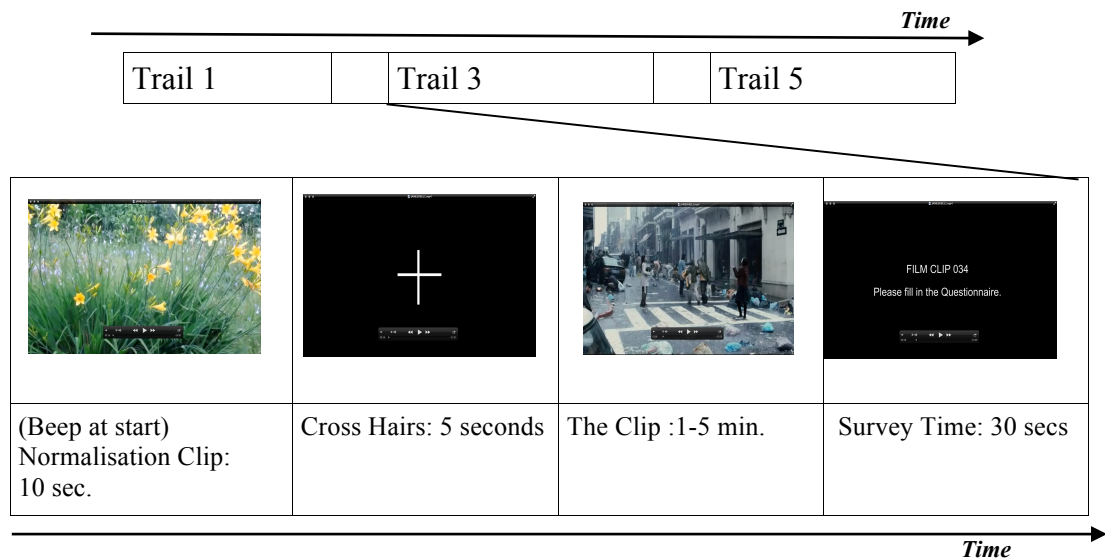 Time
Trail 1 Trail 3 Trail 5
FILM CLIP 034
Please fill in the Questionnaire.
(Beep at start)
Normalisation Clip:
10 sec.
Cross Hairs: 5 seconds
The Clip :1-5 min.
Survey Time: 30 secs
Time